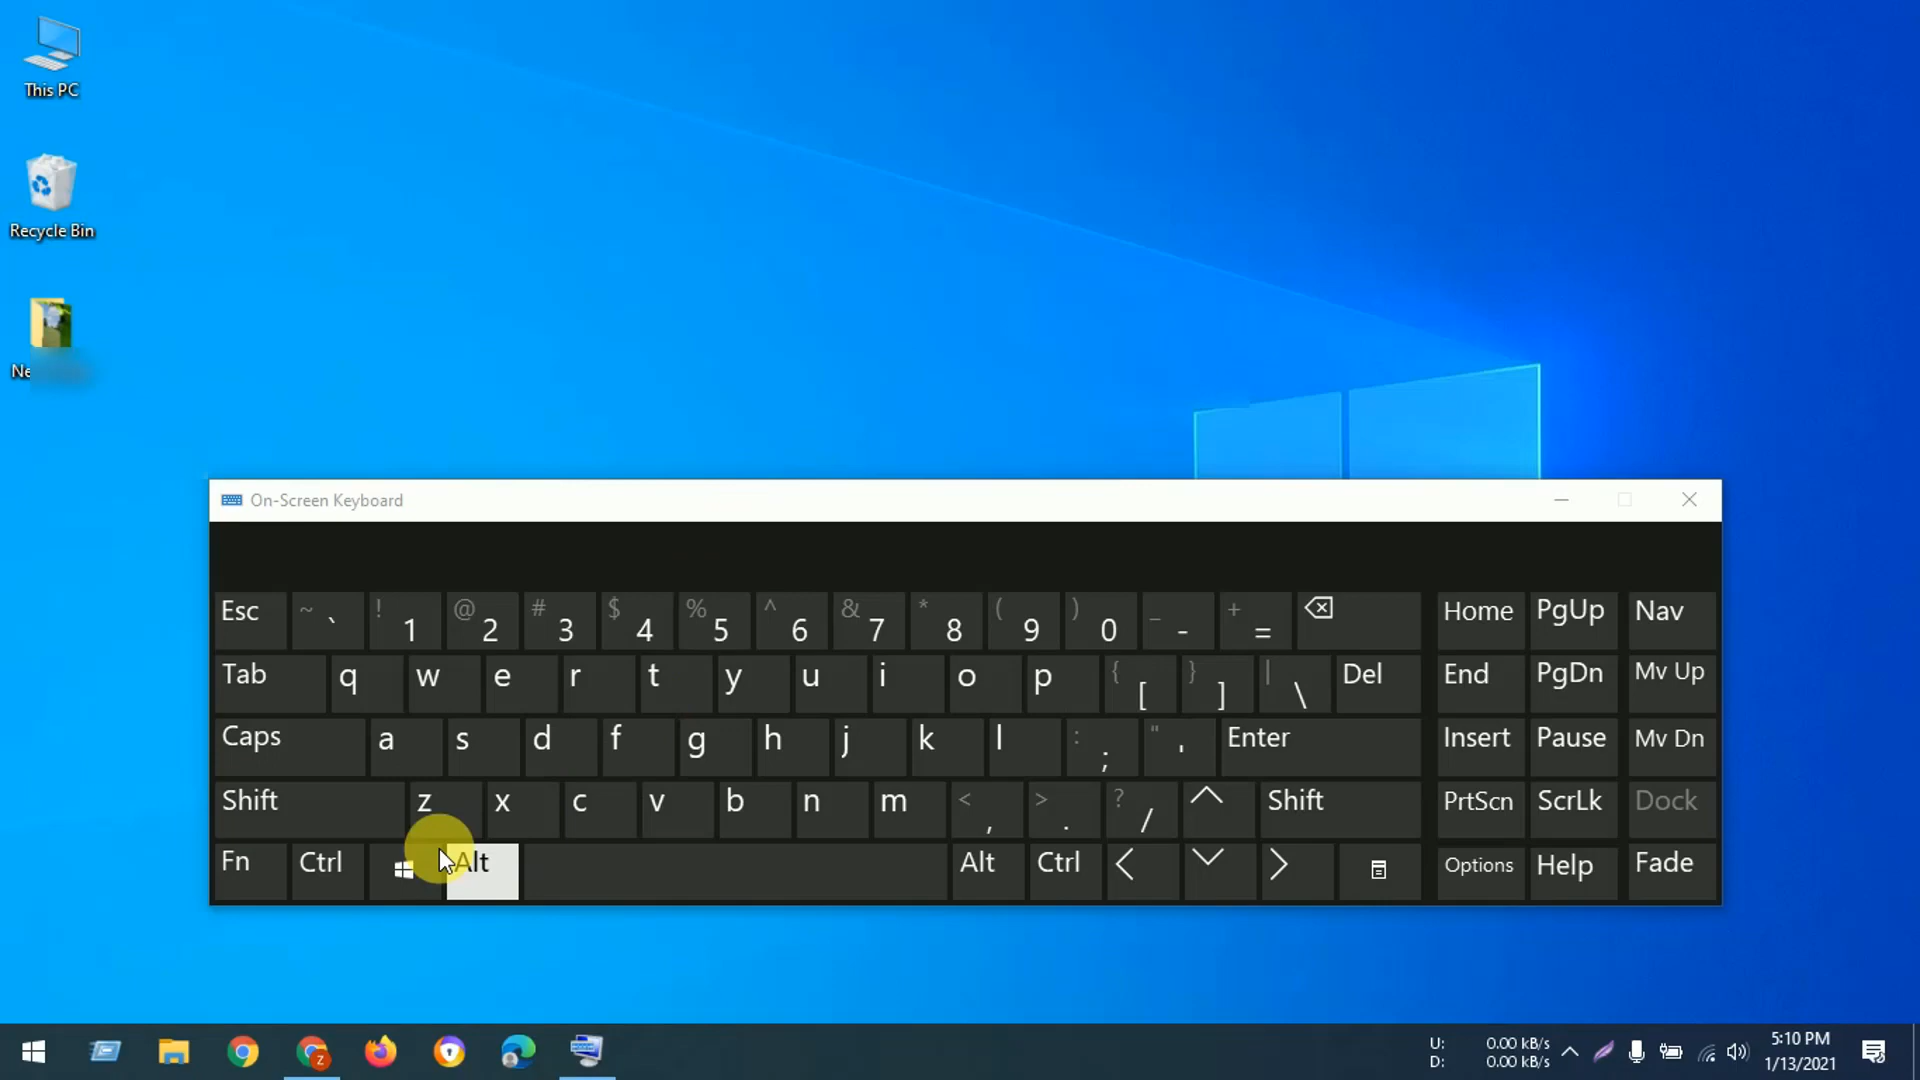 This PC
Recycle Bin
Ne
On-Screen Keyboard
Esc ~ ` ! 1 @ 2 # 3 $ 4 % 5 ^ 6 & 7 * 8 ( 9 ) 0 _ - + = Home PgUp Nav
Tab q w e r t y u i o p { [ } ] | \ Del End PgDn Mv Up
Caps a s d f g h j k l : ; " ' Enter Insert Pause Mv Dn
Shift z x c v b n m < , > . ? / Shift PrtScn ScrLk Dock
Fn Ctrl Alt Alt Ctrl Options Help Fade
U: 0.00 kB/s
D: 0.00 kB/s
5:10 PM
1/13/2021